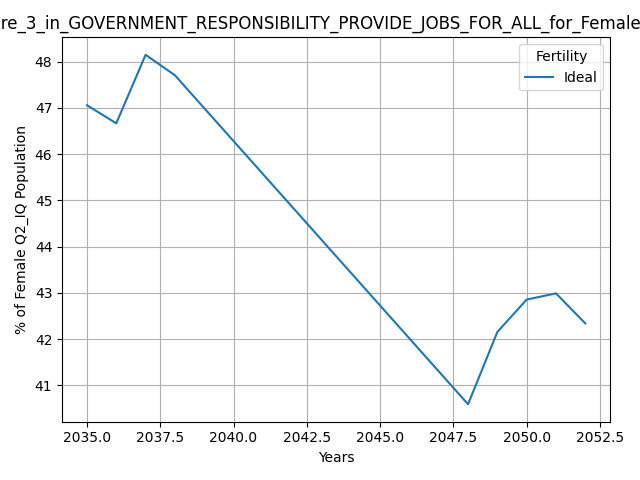 re_3_in_GOVERNMENT_RESPONSIBILITY_PROVIDE_JOBS_FOR_ALL_for_Female
Fertility
Ideal
48
47
46
45
44
43
42
41
% of Female Q2_IQ Population
2035.0 2037.5 2040.0 2042.5 2045.0 2047.5 2050.0 2052.5
Years